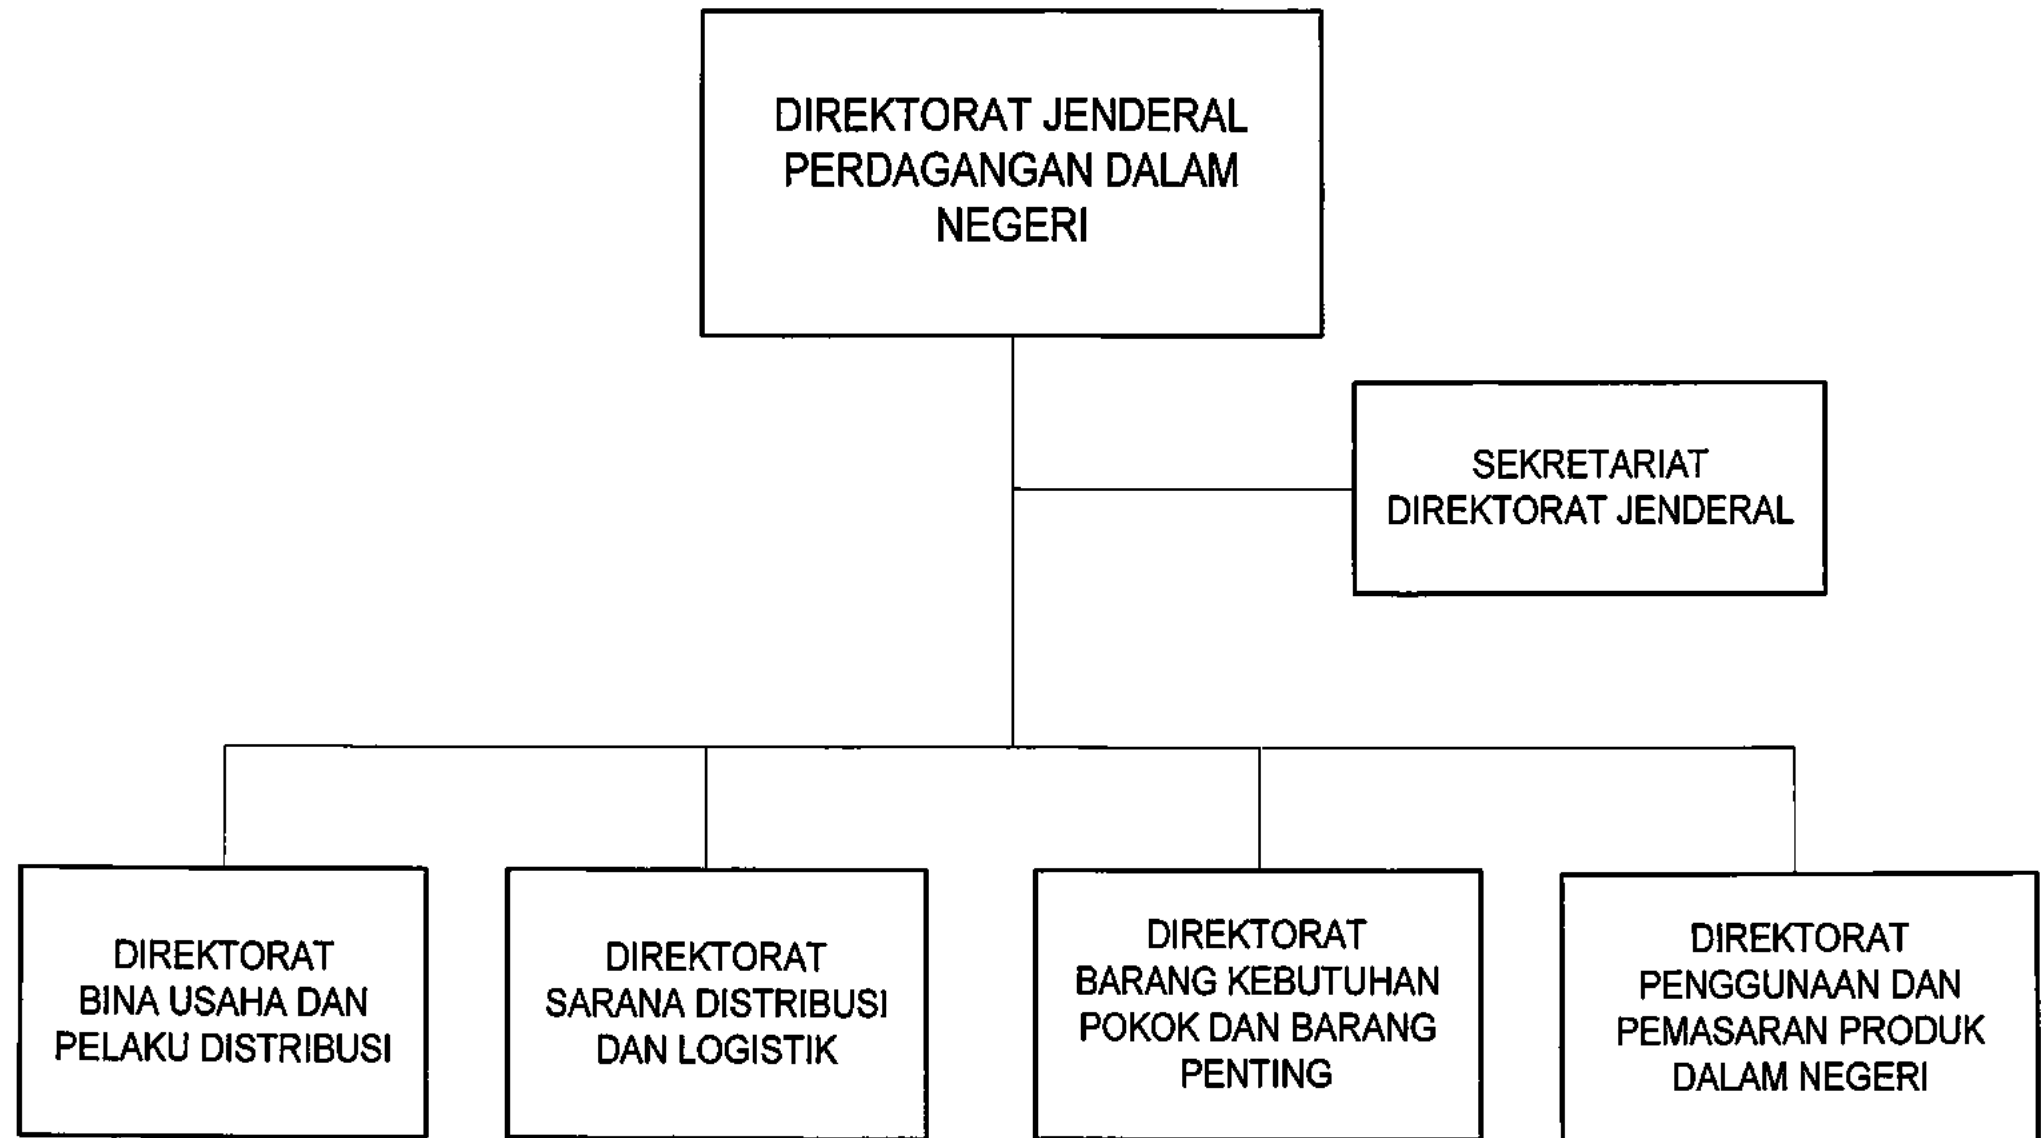 DIREKTORAT JENDERAL
PERDAGANGAN DALAM
NEGERI
SEKRETARIAT
DIREKTORAT JENDERAL
DIREKTORAT
BINA USAHA DAN
PELAKU DISTRIBUSI
DIREKTORAT
SARANA DISTRIBUSI
DAN LOGISTIK
DIREKTORAT
BARANG KEBUTUHAN
POKOK DAN BARANG
PENTING
DIREKTORAT
PENGGUNAAN DAN
PEMASARAN PRODUK
DALAM NEGERI